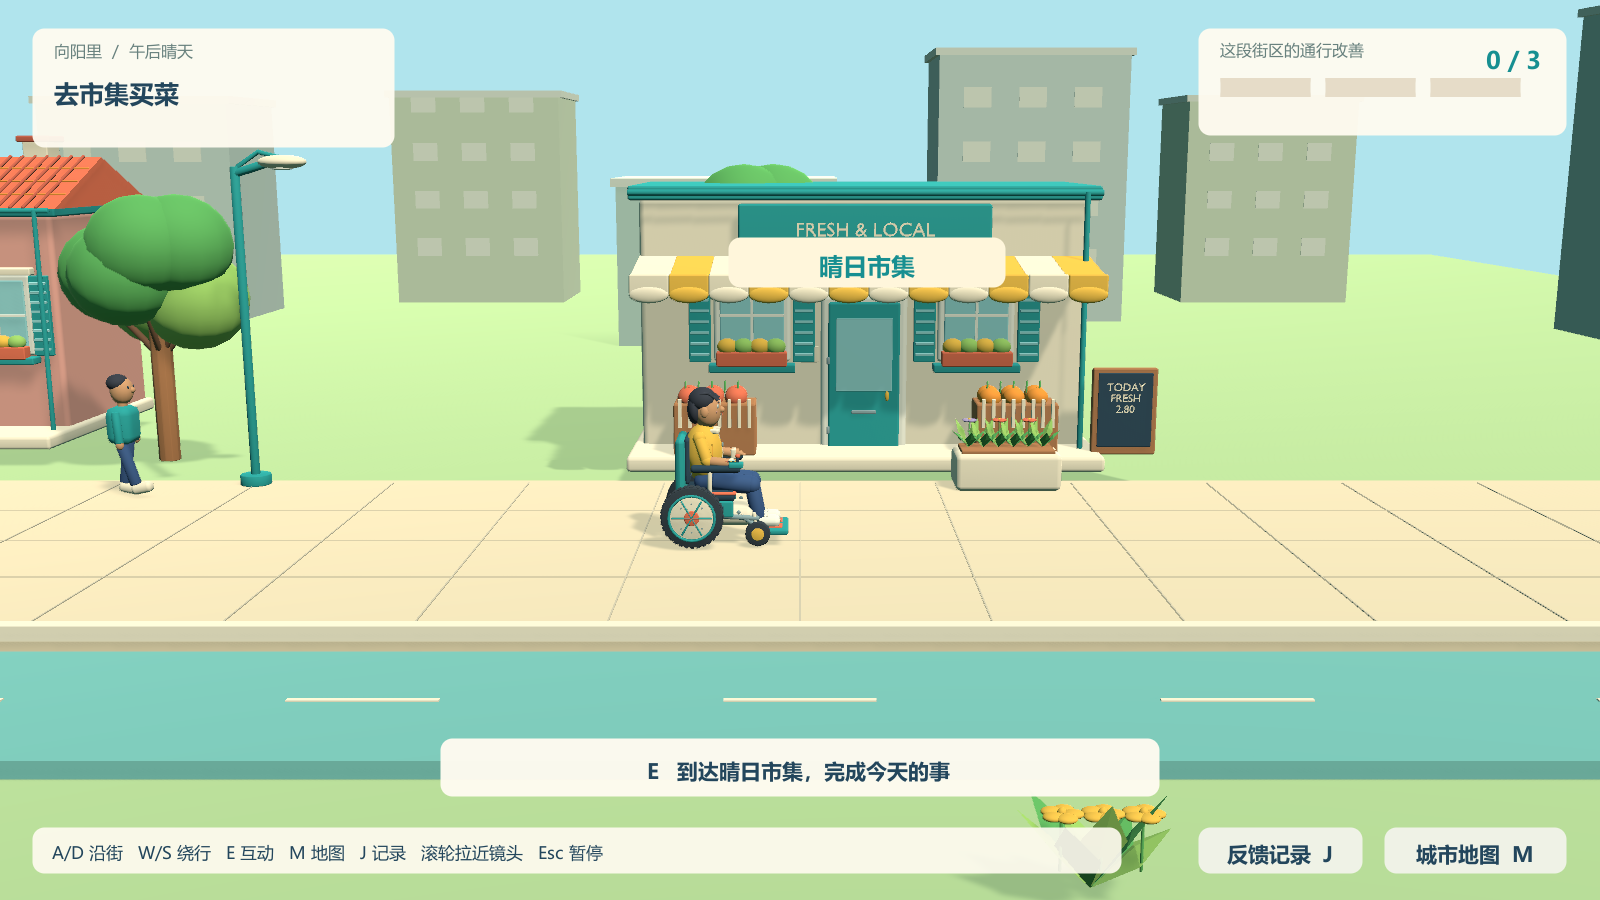 向阳里 / 午后晴天
去市集买菜
这段街区的通行改善
0 / 3
FRESH & LOCAL
晴日市集
TODAY
FRESH
2.80
E 到达晴日市集，完成今天的事
A/D 沿街 W/S 绕行 E 互动 M 地图 J 记录 滚轮拉近镜头 Esc 暂停
反馈记录 J
城市地图 M